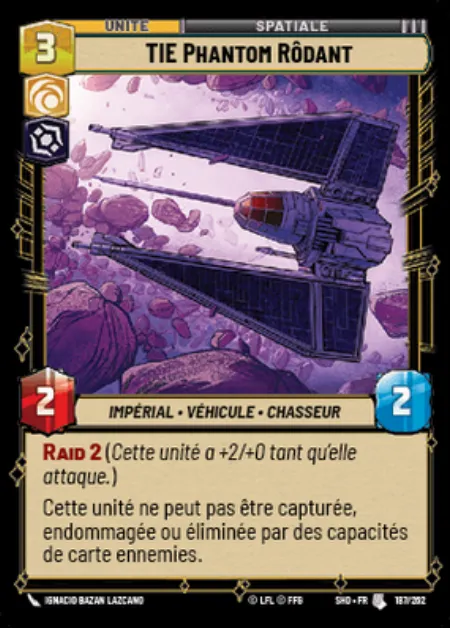 UNITÉ SPATIALE
3 TIE PHANTOM RÔDANT
2 IMPÉRIAL • VÉHICULE • CHASSEUR 2
RAID 2 (Cette unité a +2/+0 tant qu'elle
attaque.)
Cette unité ne peut pas être capturée,
endommagée ou éliminée par des capacités
de carte ennemies.
IGNACIO BAZAN LAZCANO © LFL © FFG SHD • FR 187/262